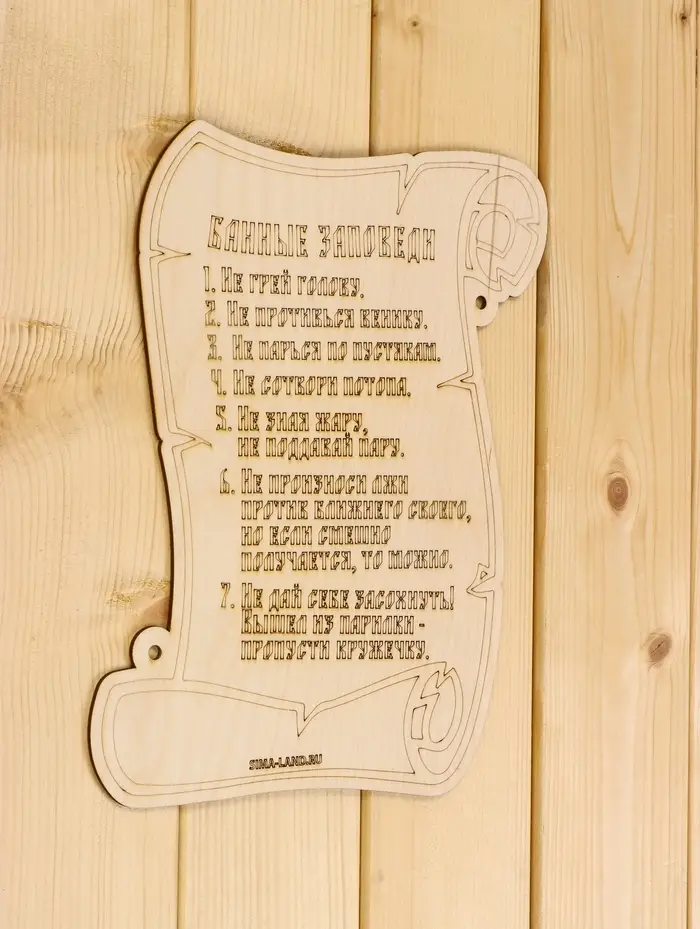 БАННЫЕ ЗАПОВЕДИ
1. НЕ ГРЕЙ ГОЛОВУ.
2. НЕ ПРОТИВЬСЯ ВЕНИКУ.
3. НЕ ПАРЬСЯ ПО ПУСТЯКАМ.
4. НЕ СОТВОРИ ПОТОПА.
5. НЕ ЗНАЯ ЖАРУ,
НЕ ПОДДАВАЙ ПАРУ.
6. НЕ ПРОИЗНОСИ ЛЖИ
ПРОТИВ БЛИЖНЕГО СВОЕГО,
НО ЕСЛИ СМЕШНО
ПОЛУЧАЕТСЯ, ТО МОЖНО.
7. НЕ ДАЙ СЕБЕ ЗАСОХНУТЬ!
ВЫШЕЛ ИЗ ПАРИЛКИ -
ПРОПУСТИ КРУЖЕЧКУ.
SIMA-LAND.RU